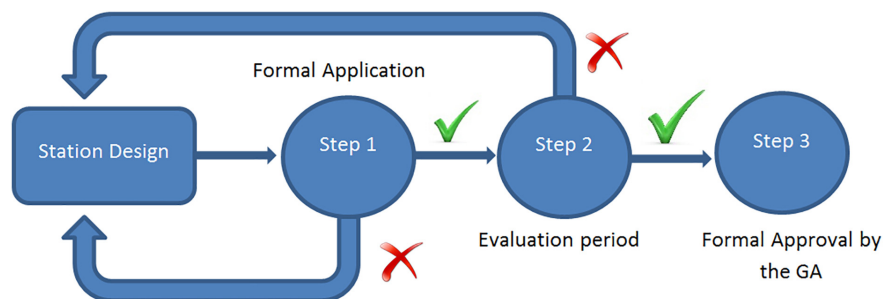 Formal Application
Station Design
Step 1
Step 2
Step 3
Evaluation period
Formal Approval by
the GA